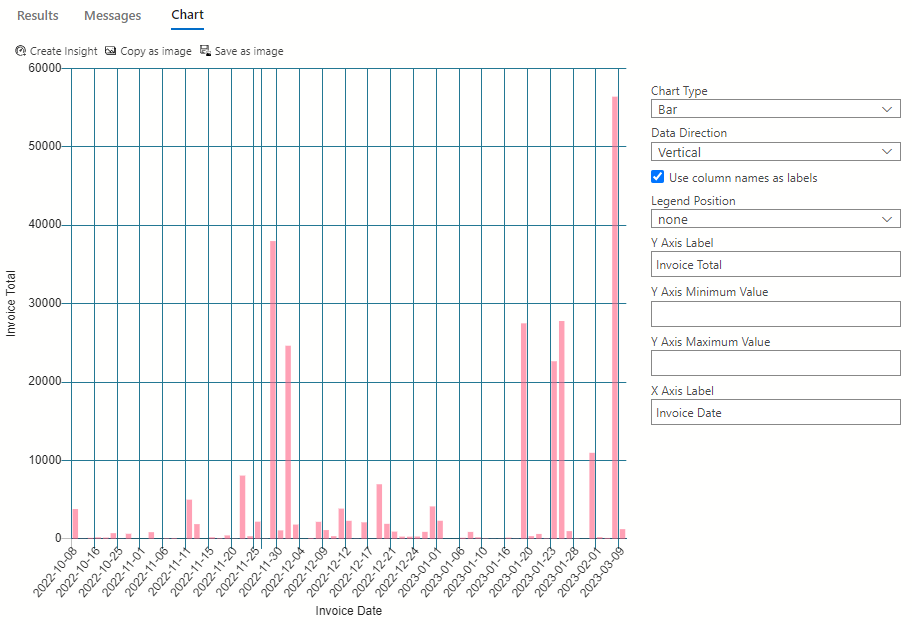 Results Messages Chart
Create Insight Copy as image Save as image
60000
50000
40000
30000
20000
10000
0
Invoice Total
2022-10-08 2022-10-16 2022-10-25 2022-11-01 2022-11-06 2022-11-11 2022-11-15 2022-11-20 2022-11-25 2022-11-30 2022-12-04 2022-12-09 2022-12-12 2022-12-17 2022-12-21 2022-12-24 2023-01-01 2023-01-06 2023-01-10 2023-01-16 2023-01-20 2023-01-23 2023-01-28 2023-02-01 2023-03-09
Invoice Date
Chart Type
Bar
Data Direction
Vertical
Use column names as labels
Legend Position
none
Y Axis Label
Invoice Total
Y Axis Minimum Value
Y Axis Maximum Value
X Axis Label
Invoice Date